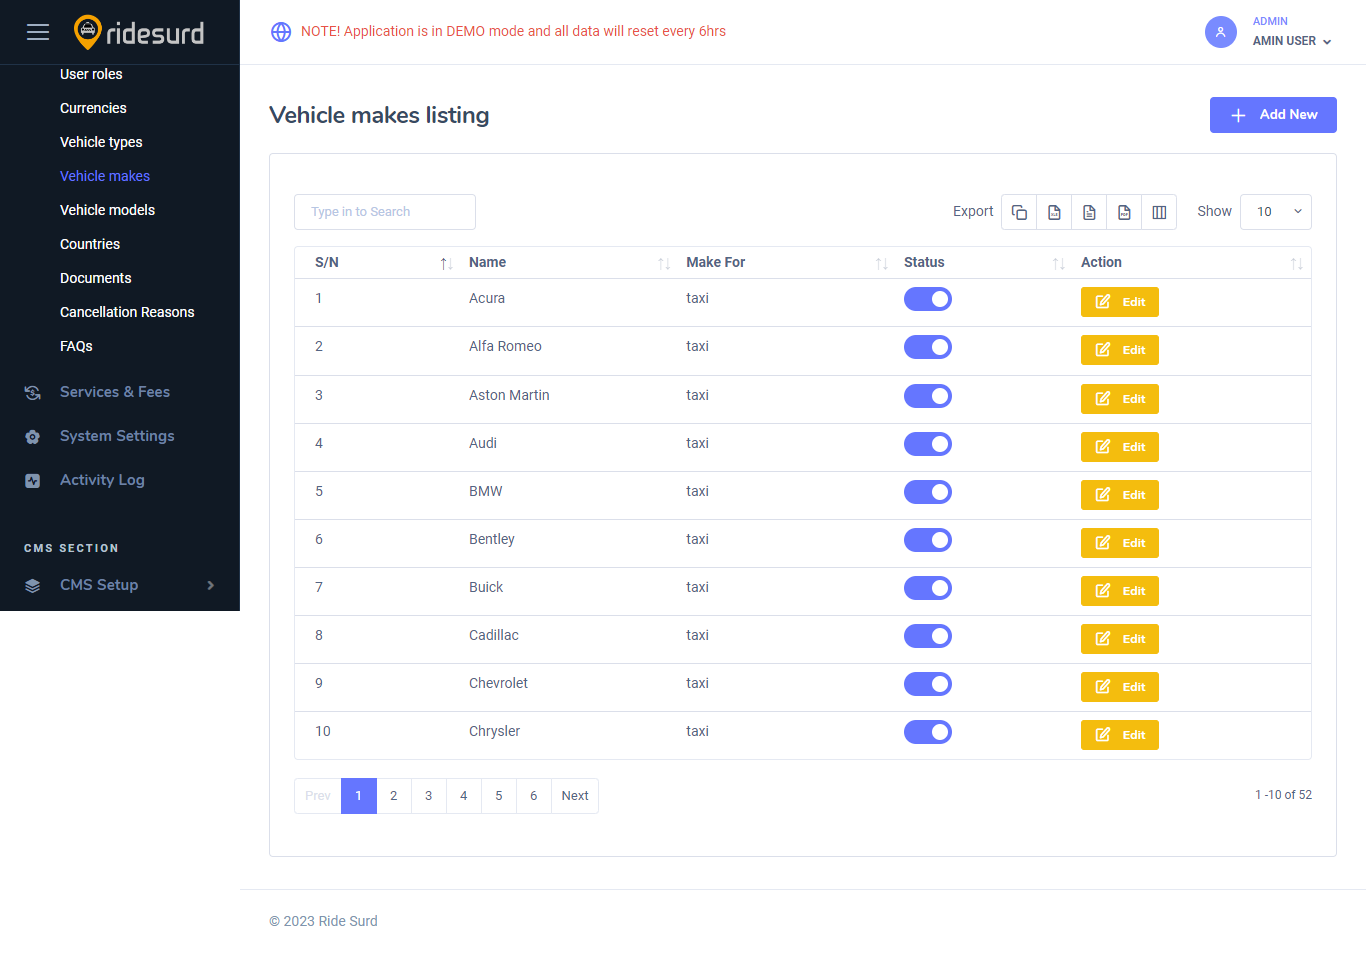 ridesurd
NOTE! Application is in DEMO mode and all data will reset every 6hrs
ADMIN
AMIN USER
User roles
Currencies
Vehicle types
Vehicle makes
Vehicle models
Countries
Documents
Cancellation Reasons
FAQs
Services & Fees
System Settings
Activity Log
CMS SECTION
CMS Setup
Vehicle makes listing
Add New
Type in to Search
Export
Show 10
S/N Name Make For Status Action
1 Acura taxi Edit
2 Alfa Romeo taxi Edit
3 Aston Martin taxi Edit
4 Audi taxi Edit
5 BMW taxi Edit
6 Bentley taxi Edit
7 Buick taxi Edit
8 Cadillac taxi Edit
9 Chevrolet taxi Edit
10 Chrysler taxi Edit
Prev 1 2 3 4 5 6 Next
1 -10 of 52
© 2023 Ride Surd